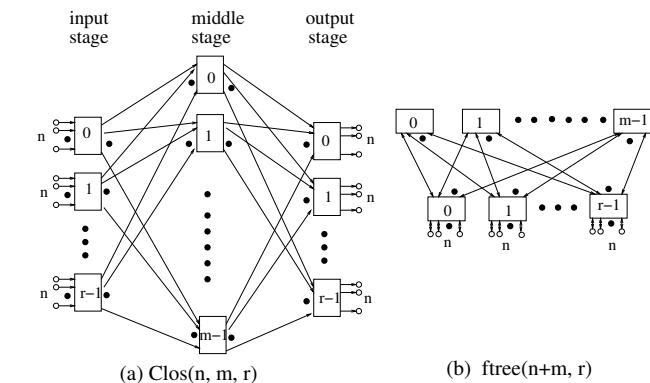 input
stage
middle
stage
output
stage
0
1
m−1
n
0
n
1
n
r−1
0
n
1
n
r−1
n
(a) Clos(n, m, r)
0
1
m−1
0
1
r−1
n
n
n
(b) ftree(n+m, r)